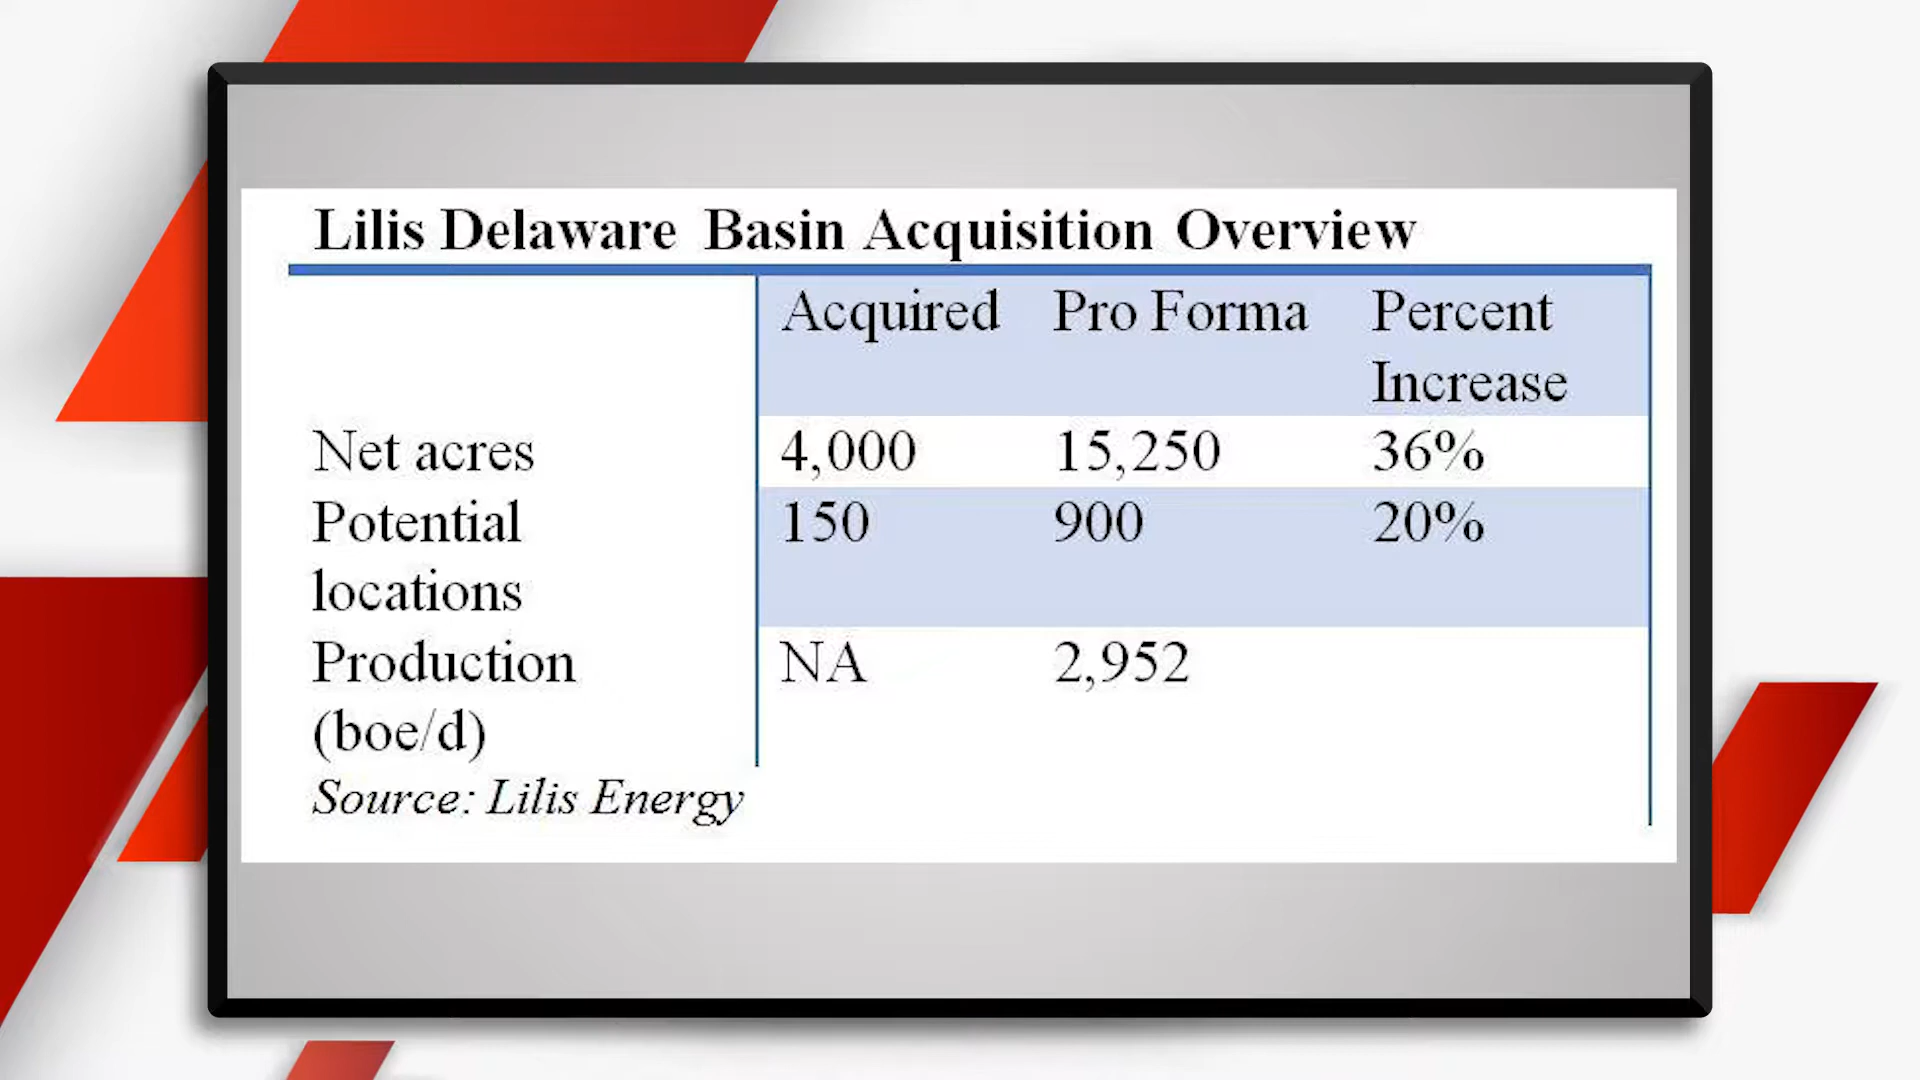 Lilis Delaware Basin Acquisition Overview
Acquired Pro Forma Percent Increase
Net acres 4,000 15,250 36%
Potential locations 150 900 20%
Production (boe/d) NA 2,952
Source: Lilis Energy